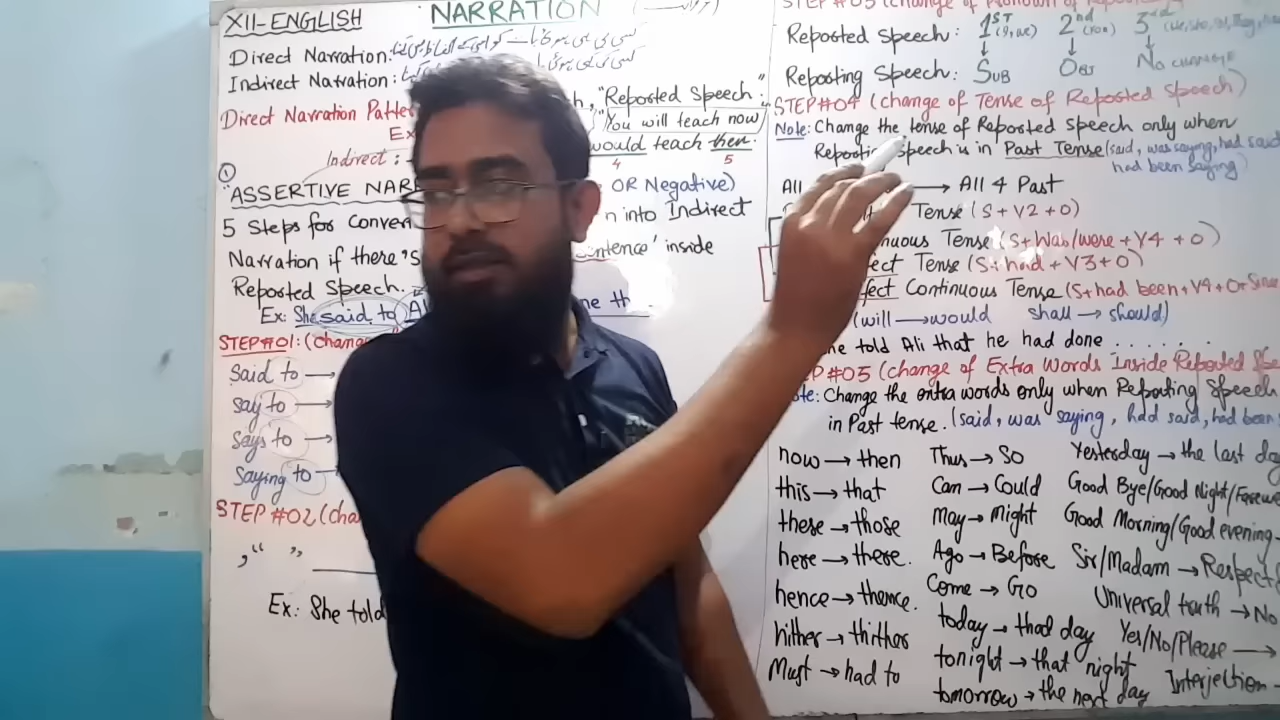 XII-ENGLISH
NARRATION
Direct Narration:
Indirect Narration:
Direct Narration Patte
h, "Reported Speech."
Ex
"You will teach now
Indirect :
would teach then.
4 5
①
"ASSERTIVE NAR
OR Negative)
5 Steps for Conver
n into Indirect
Narration if there's
entence' inside
Reported Speech.
Ex: She said to
STEP#01: (Chang
Said to →
Say to →
Says to →
Saying to →
STEP #02 (Cha
," "
Ex: She told
Reported Speech: 1ST (I, we) 2nd (you) 3rd
↓ ↓ ↓
Reporting Speech: SUB OBJ No CHANGE
STEP#04 (change of Tense of Reported Speech)
Note: Change the tense of Reported Speech only when
Reporting Speech is in Past Tense (said, was saying, had said
had been saying)
All → All 4 Past
Tense (S+V2+O)
nuous Tense (S+was/were+V4+O)
fect Tense (S+had+V3+O)
fect Continuous Tense (S+had been+V4+O+
(will → would shall → should)
he told Ali that he had done . . . . . .
EP #05 (change of Extra Words Inside Reported Spe
te: Change the extra words only when Reporting Speech
in Past tense. (said, was saying, had said, had been
now → then Thus → So Yesterday → the last day
this → that Can → Could Good Bye/Good Night/
these → those May → Might Good Morning/Good evening
here → there. Ago → Before Sir/Madam → Respect
hence → thence. Come → Go Universal truth → No
hither → thither today → that day Yes/No/Please →
Must → had to tonight → that night Interjection
tomorrow → the next day